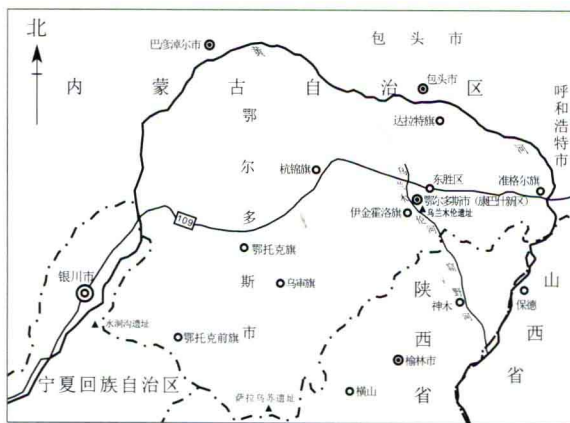 北
巴彦淖尔市
包头市
内蒙古自治区
包头市
呼和浩特市
达拉特旗
鄂尔多斯市
杭锦旗
东胜区
准格尔旗
鄂尔多斯市（康巴什新区）
乌兰木伦遗址
伊金霍洛旗
109
鄂托克旗
银川市
乌审旗
陕西省
山西省
神木
保德
水洞沟遗址
鄂托克前旗
榆林市
宁夏回族自治区
萨拉乌苏遗址
横山